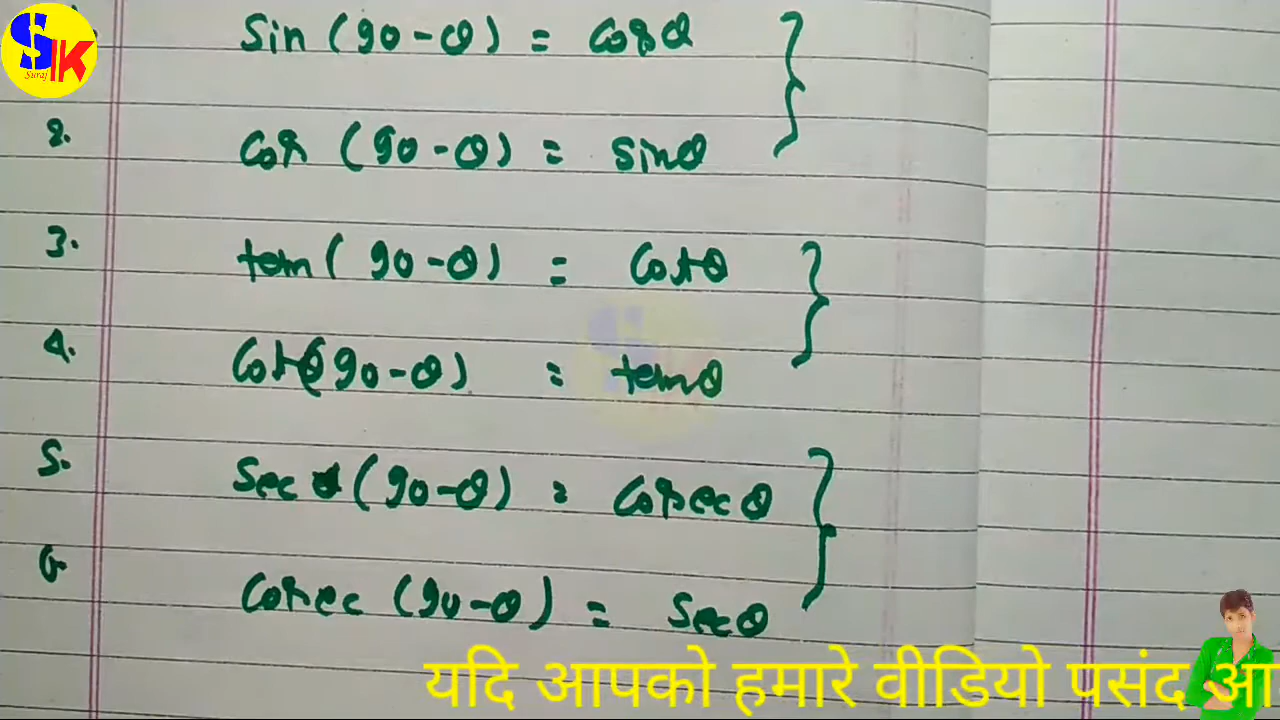 SK
Suraj
sin (90-θ) = cosθ
2. cos (90-θ) = sinθ
3. tan (90-θ) = cotθ
4. cot (90-θ) = tanθ
5. sec (90-θ) = cosecθ
6. cosec (90-θ) = secθ
यदि आपको हमारे वीडियो पसंद आ